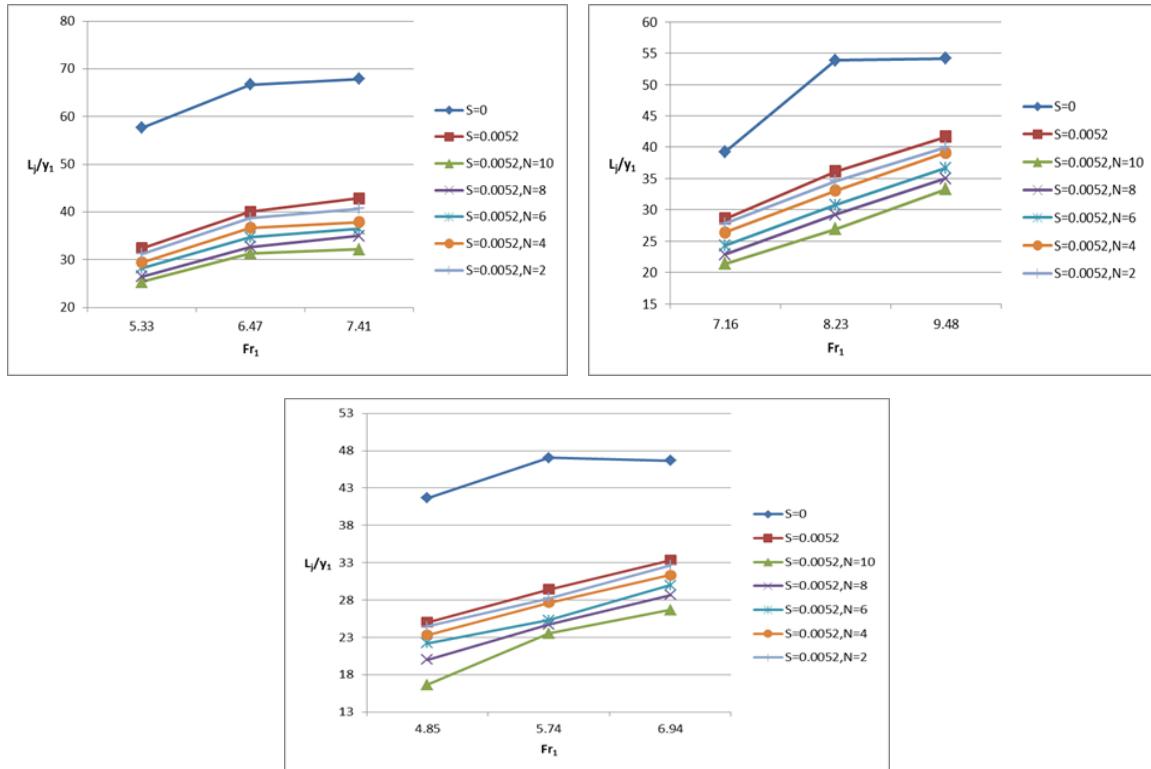 80
70
60
50
40
30
20
Lj/y1
5.33
6.47
7.41
Fr1
S=0
S=0.0052
S=0.0052,N=10
S=0.0052,N=8
S=0.0052,N=6
S=0.0052,N=4
S=0.0052,N=2
60
55
50
45
40
35
30
25
20
15
Lj/y1
7.16
8.23
9.48
Fr1
S=0
S=0.0052
S=0.0052,N=10
S=0.0052,N=8
S=0.0052,N=6
S=0.0052,N=4
S=0.0052,N=2
53
48
43
38
33
28
23
18
13
Lj/y1
4.85
5.74
6.94
Fr1
S=0
S=0.0052
S=0.0052,N=10
S=0.0052,N=8
S=0.0052,N=6
S=0.0052,N=4
S=0.0052,N=2